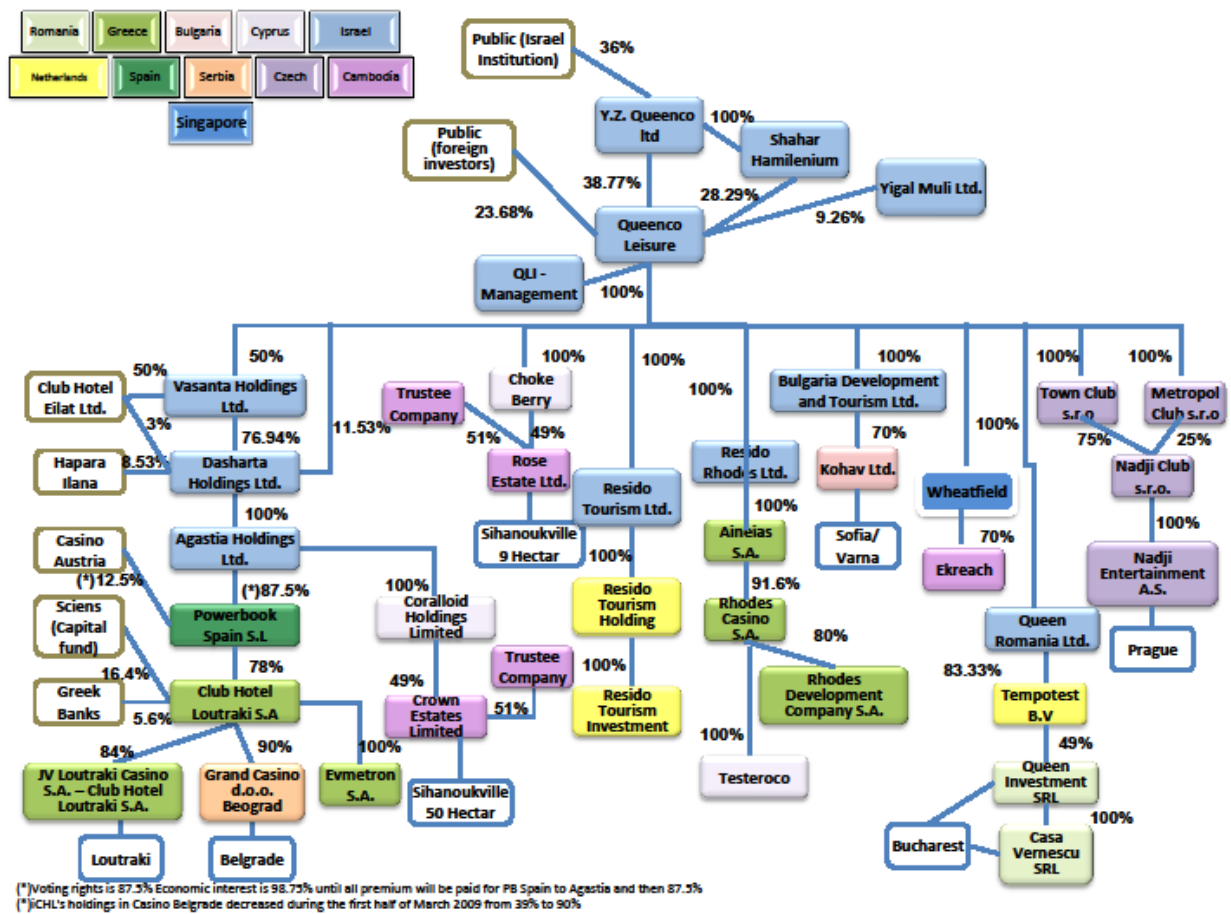 Romania
Greece
Bulgaria
Cyprus
Israel
Netherlands
Spain
Serbia
Czech
Cambodia
Singapore
Public (Israel
Institution)
36%
Y.Z. Queenco
ltd
100%
Shahar
Hamilenium
Public
(foreign
investors)
38.77%
28.29%
Yigal Muli Ltd.
23.68%
9.26%
Queenco
Leisure
QLI -
Management
100%
50%
50%
Club Hotel
Eilat Ltd.
Vasanta Holdings
Ltd.
3%
76.94%
11.53%
Hapara
Ilana
8.53%
Dasharta
Holdings Ltd.
100%
Casino
Austria
Agastia Holdings
Ltd.
(*)12.5%
(*)87.5%
Sciens
(Capital
fund)
Powerbook
Spain S.L
16.4%
78%
Greek
Banks
5.6%
Club Hotel
Loutraki S.A
84%
90%
100%
JV Loutraki Casino
S.A. – Club Hotel
Loutraki S.A.
Grand Casino
d.o.o.
Beograd
Evmetron
S.A.
Loutraki
Belgrade
100%
Coralloid
Holdings
Limited
49%
Crown
Estates
Limited
Trustee
Company
51%
Sihanoukville
50 Hectar
100%
Trustee
Company
Choke
Berry
51%
49%
Rose
Estate Ltd.
Sihanoukville
9 Hectar
100%
Resido
Tourism Ltd.
100%
Resido
Tourism
Holding
100%
Resido
Tourism
Investment
100%
Resido
Rhodes Ltd.
100%
Aineias
S.A.
91.6%
Rhodes
Casino
S.A.
80%
Rhodes
Development
Company S.A.
100%
Testeroco
100%
Bulgaria Development
and Tourism Ltd.
70%
Kohav Ltd.
Sofia/
Varna
Wheatfield
70%
Ekreach
100%
Queen
Romania Ltd.
83.33%
Tempotest
B.V
49%
Queen
Investment
SRL
100%
Bucharest
Casa
Vernescu
SRL
100%
100%
Town Club
s.r.o
Metropol
Club s.r.o
75%
25%
Nadji Club
s.r.o.
100%
Nadji
Entertainment
A.S.
Prague
(*)Voting rights is 87.5% Economic interest is 98.75% until all premium will be paid for PB Spain to Agastia and then 87.5%
(*)iCHL's holdings in Casino Belgrade decreased during the first half of March 2009 from 39% to 90%